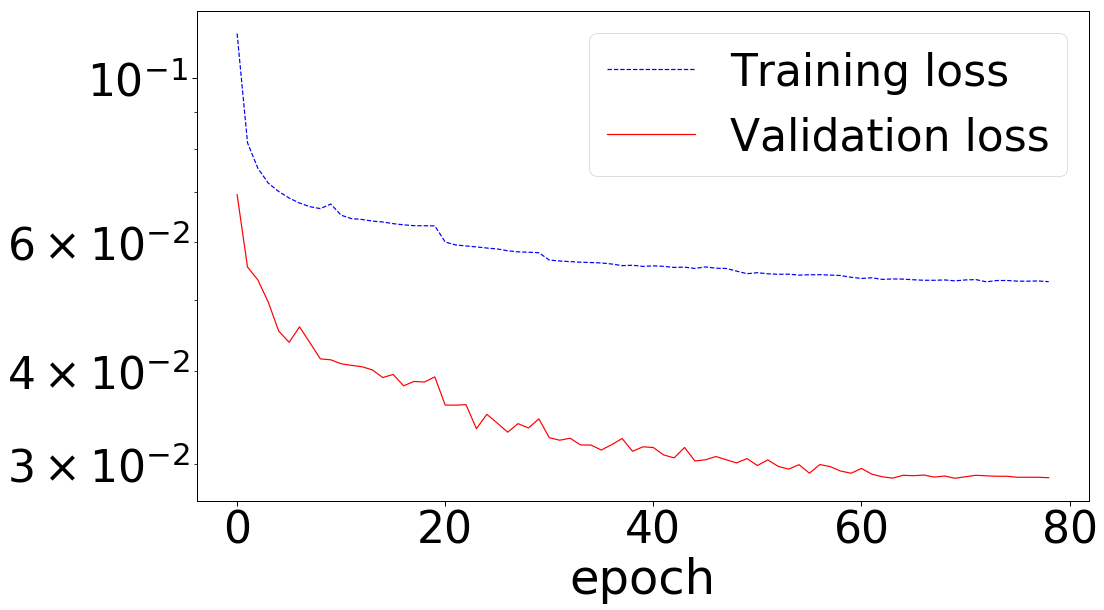 10⁻¹
6 × 10⁻²
4 × 10⁻²
3 × 10⁻²
Training loss
Validation loss
0 20 40 60 80
epoch